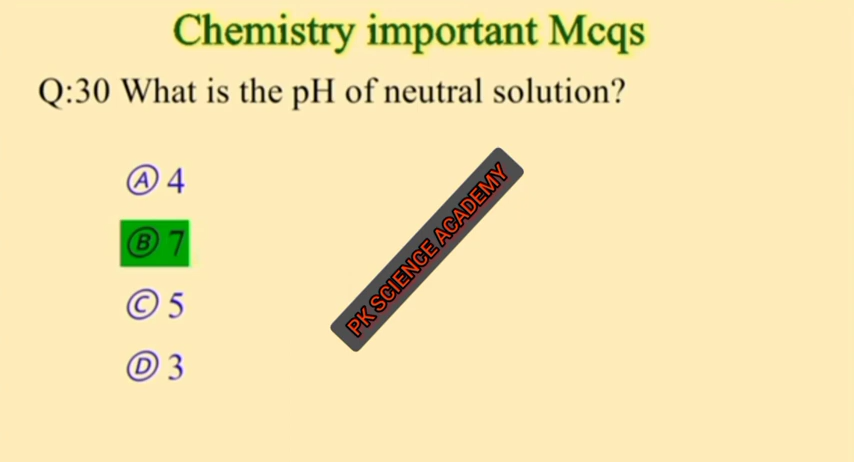 Chemistry important Mcqs
Q:30 What is the pH of neutral solution?
Ⓐ 4
Ⓑ 7
Ⓒ 5
Ⓓ 3
PK SCIENCE ACADEMY